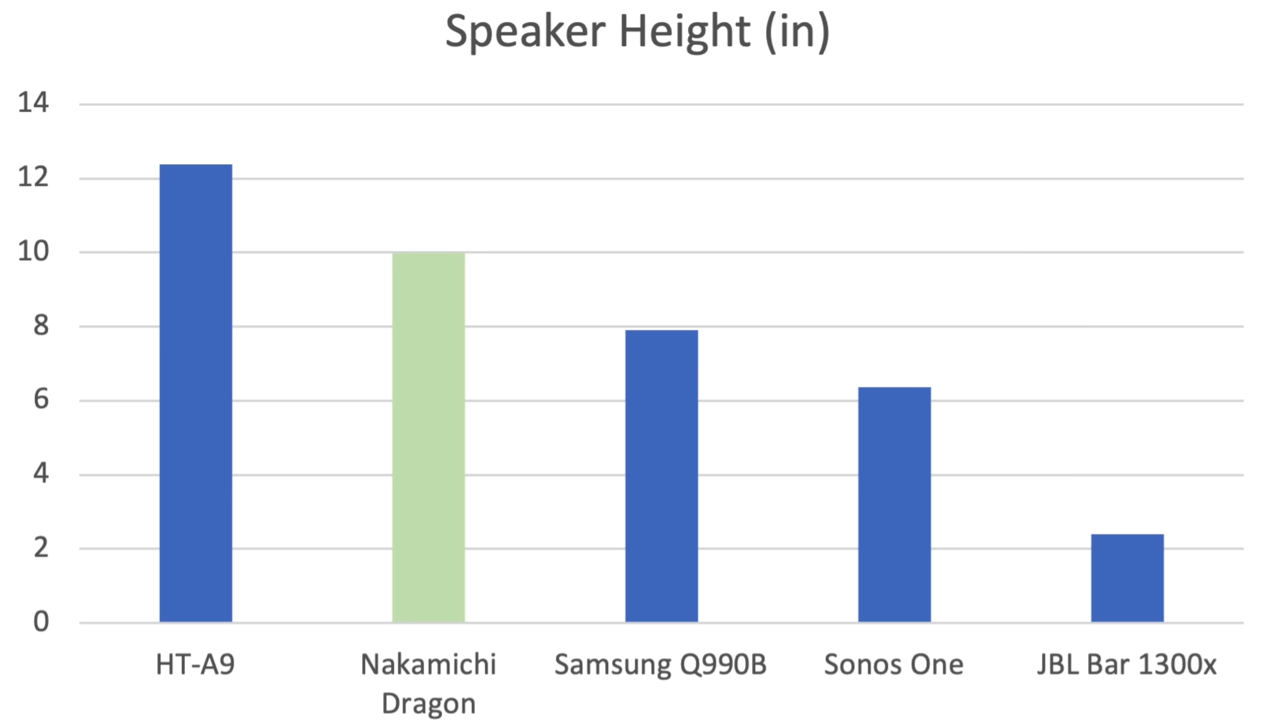 Speaker Height (in)
14
12
10
8
6
4
2
0
HT-A9
Nakamichi
Dragon
Samsung Q990B
Sonos One
JBL Bar 1300x